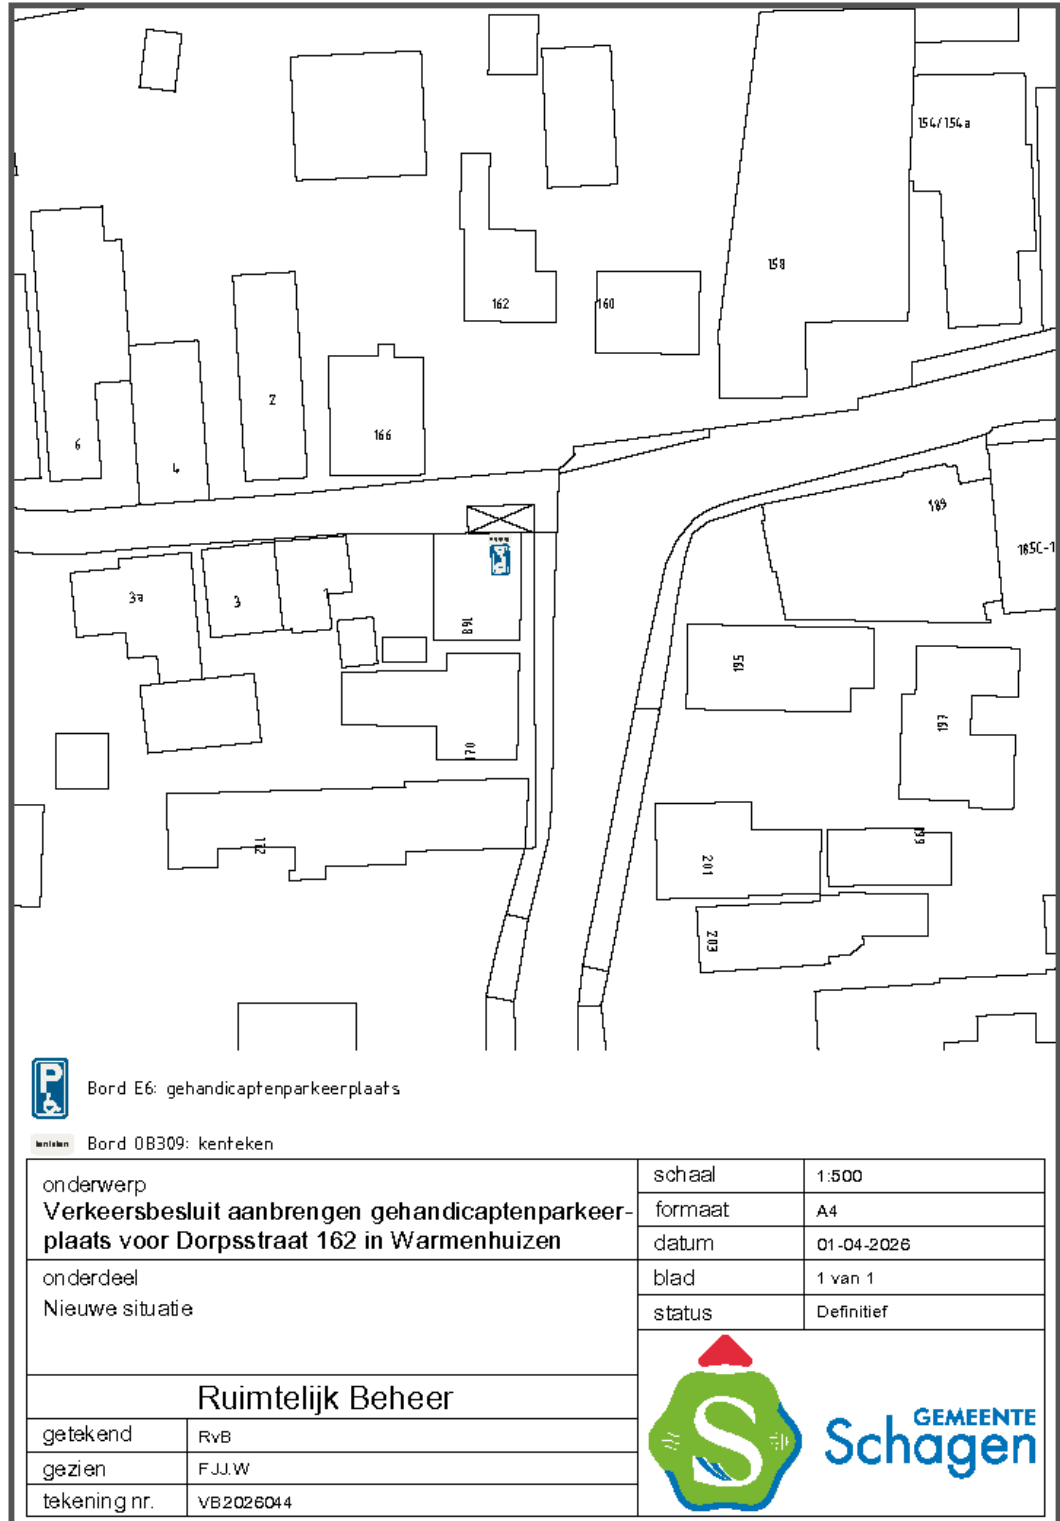 154/154a
158
162
160
2
166
6
4
189
185C-1
3a
3
1
168
195
170
197
172
199
201
203
P
Bord E6: gehandicaptenparkeerplaats
kenteken
Bord OB309: kenteken
onderwerp
Verkeersbesluit aanbrengen gehandicaptenparkeer-
plaats voor Dorpsstraat 162 in Warmenhuizen
onderdeel
Nieuwe situatie
schaal 1:500
formaat A4
datum 01-04-2026
blad 1 van 1
status Definitief
Ruimtelijk Beheer
getekend RvB
gezien FJJ.W
tekening nr. VB2026044
S
GEMEENTE
Schagen